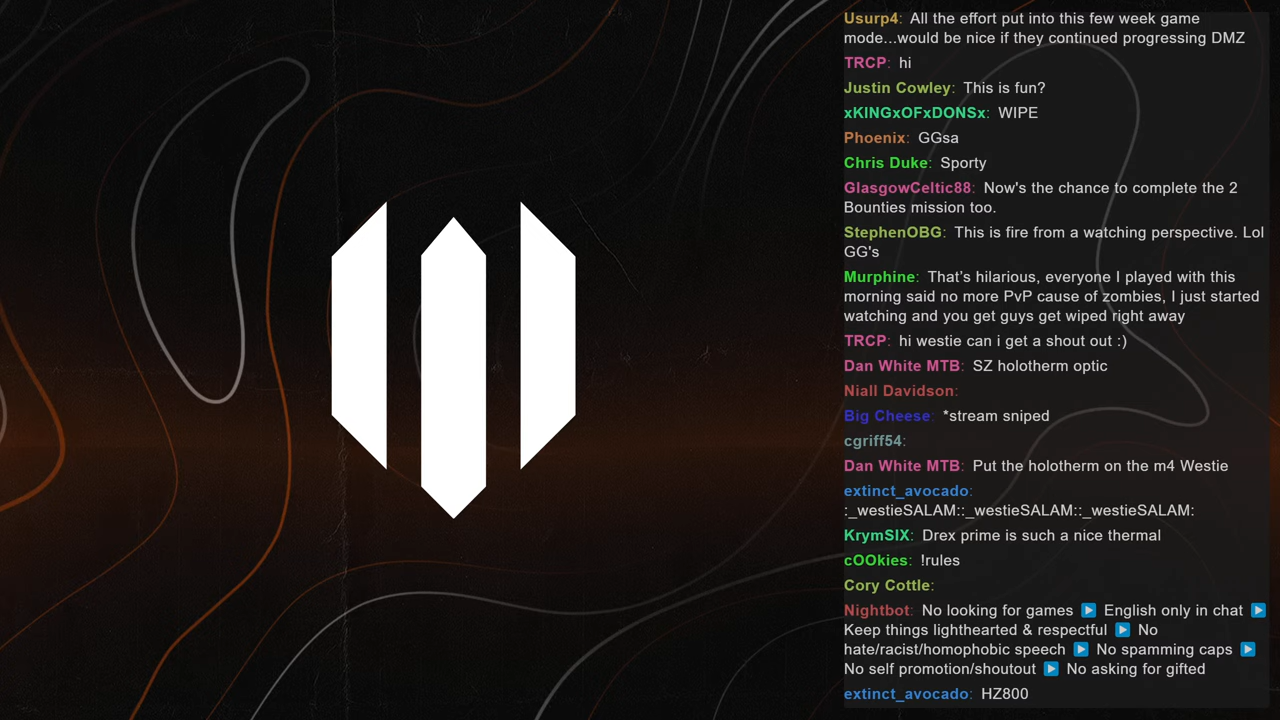 Usurp4: All the effort put into this few week game
mode...would be nice if they continued progressing DMZ
TRCP: hi
Justin Cowley: This is fun?
xKINGxOFxDONSx: WIPE
Phoenix: GGsa
Chris Duke: Sporty
GlasgowCeltic88: Now's the chance to complete the 2
Bounties mission too.
StephenOBG: This is fire from a watching perspective. Lol
GG's
Murphine: That’s hilarious, everyone I played with this
morning said no more PvP cause of zombies, I just started
watching and you get guys get wiped right away
TRCP: hi westie can i get a shout out :)
Dan White MTB: SZ holotherm optic
Niall Davidson:
Big Cheese: *stream sniped
cgriff54:
Dan White MTB: Put the holotherm on the m4 Westie
extinct_avocado:
:_westieSALAM::_westieSALAM::_westieSALAM:
KrymSIX: Drex prime is such a nice thermal
cOOkies: !rules
Cory Cottle:
Nightbot: No looking for games ▶ English only in chat ▶
Keep things lighthearted & respectful ▶ No
hate/racist/homophobic speech ▶ No spamming caps ▶
No self promotion/shoutout ▶ No asking for gifted
extinct_avocado: HZ800